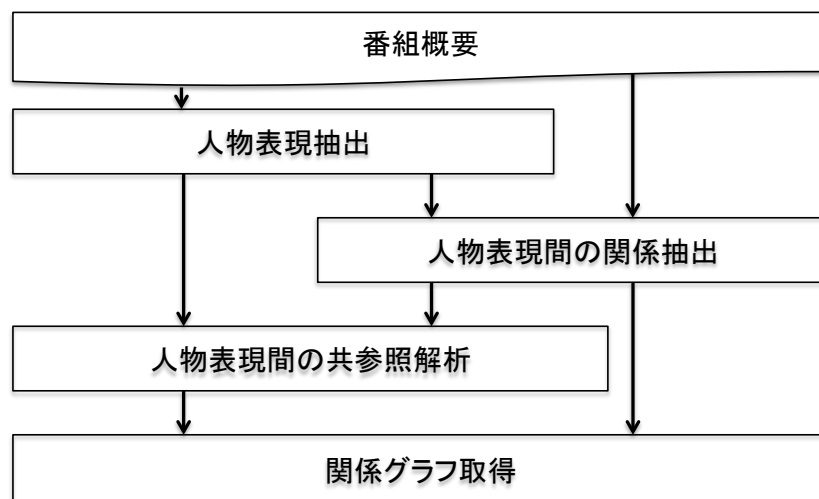 番組概要
人物表現抽出
人物表現間の関係抽出
人物表現間の共参照解析
関係グラフ取得